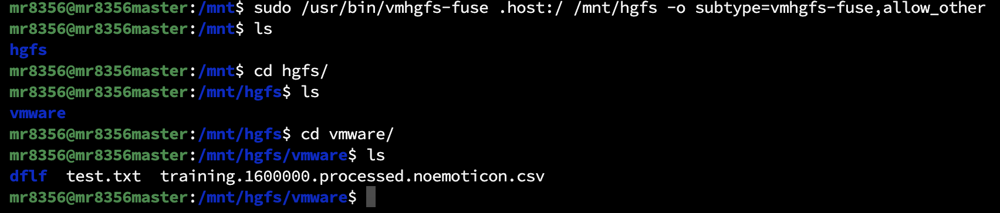 mr8356@mr8356master:/mnt$ sudo /usr/bin/vmhgfs-fuse .host:/ /mnt/hgfs -o subtype=vmhgfs-fuse,allow_other
mr8356@mr8356master:/mnt$ ls
hgfs
mr8356@mr8356master:/mnt$ cd hgfs/
mr8356@mr8356master:/mnt/hgfs$ ls
vmware
mr8356@mr8356master:/mnt/hgfs$ cd vmware/
mr8356@mr8356master:/mnt/hgfs/vmware$ ls
dflf  test.txt  training.1600000.processed.noemoticon.csv
mr8356@mr8356master:/mnt/hgfs/vmware$